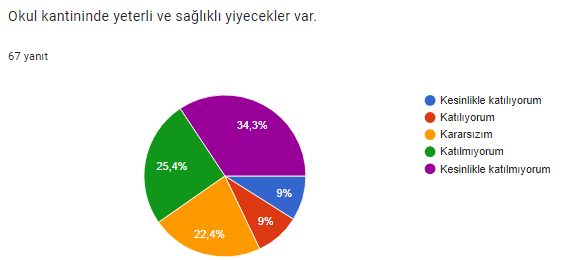 Okul kantininde yeterli ve sağlıklı yiyecekler var.
67 yanıt
Kesinlikle katılıyorum
Katılıyorum
Kararsızım
Katılmıyorum
Kesinlikle katılmıyorum
34,3%
25,4%
9%
9%
22,4%